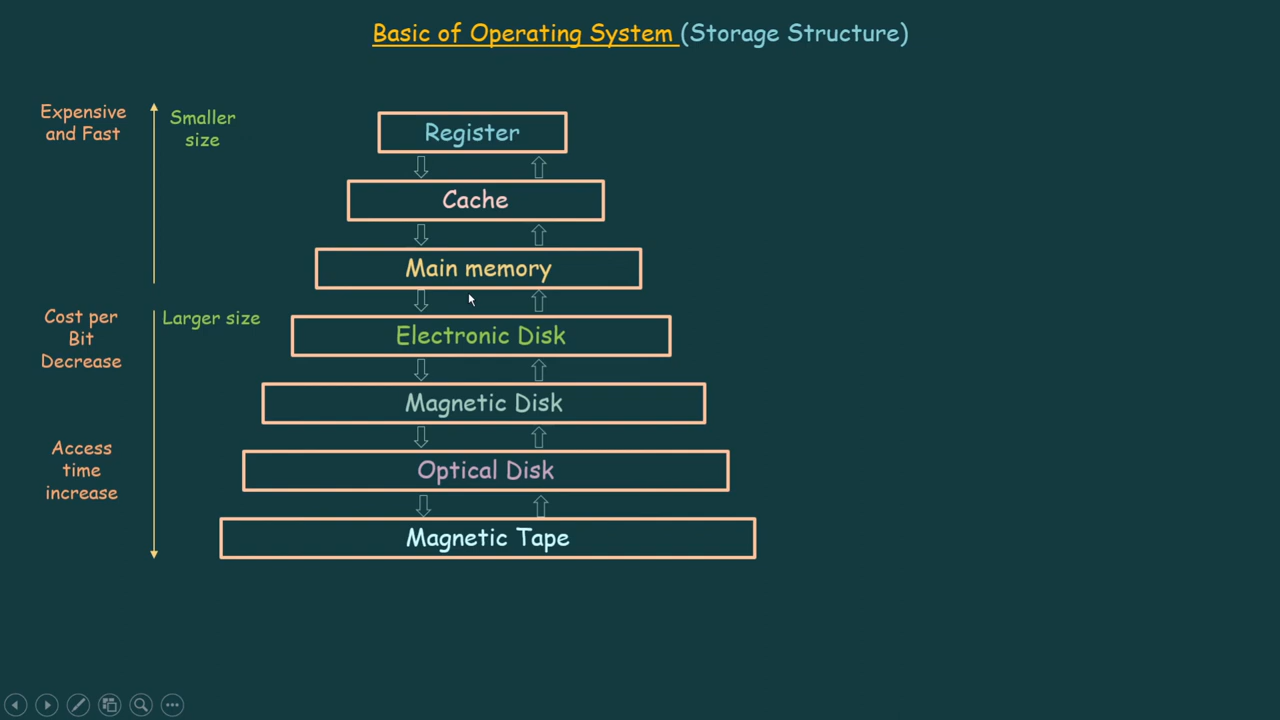 Basic of Operating System (Storage Structure)
Expensive
and Fast
Smaller
size
Register
Cache
Main memory
Cost per
Bit
Decrease
Larger size
Electronic Disk
Magnetic Disk
Access
time
increase
Optical Disk
Magnetic Tape